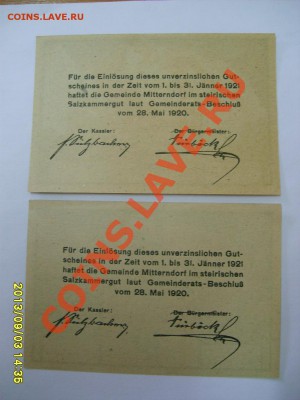 COINS.LAVE.RU
Für die Einlösung dieses unverzinslichen Gut-
scheines in der Zeit vom 1. bis 31. Jänner 1921
haftet die Gemeinde Mitterndorf im steirischen
Salzkammergut laut Gemeinderats-Beschluß
vom 28. Mai 1920.
Der Kassier: Der Bürgermeister:
COINS.LAVE.RU
Für die Einlösung dieses unverzinslichen Gut-
scheines in der Zeit vom 1. bis 31. Jänner 1921
haftet die Gemeinde Mitterndorf im steirischen
Salzkammergut laut Gemeinderats-Beschluß
vom 28. Mai 1920.
Der Kassier: Der Bürgermeister:
2013/09/03 14:35